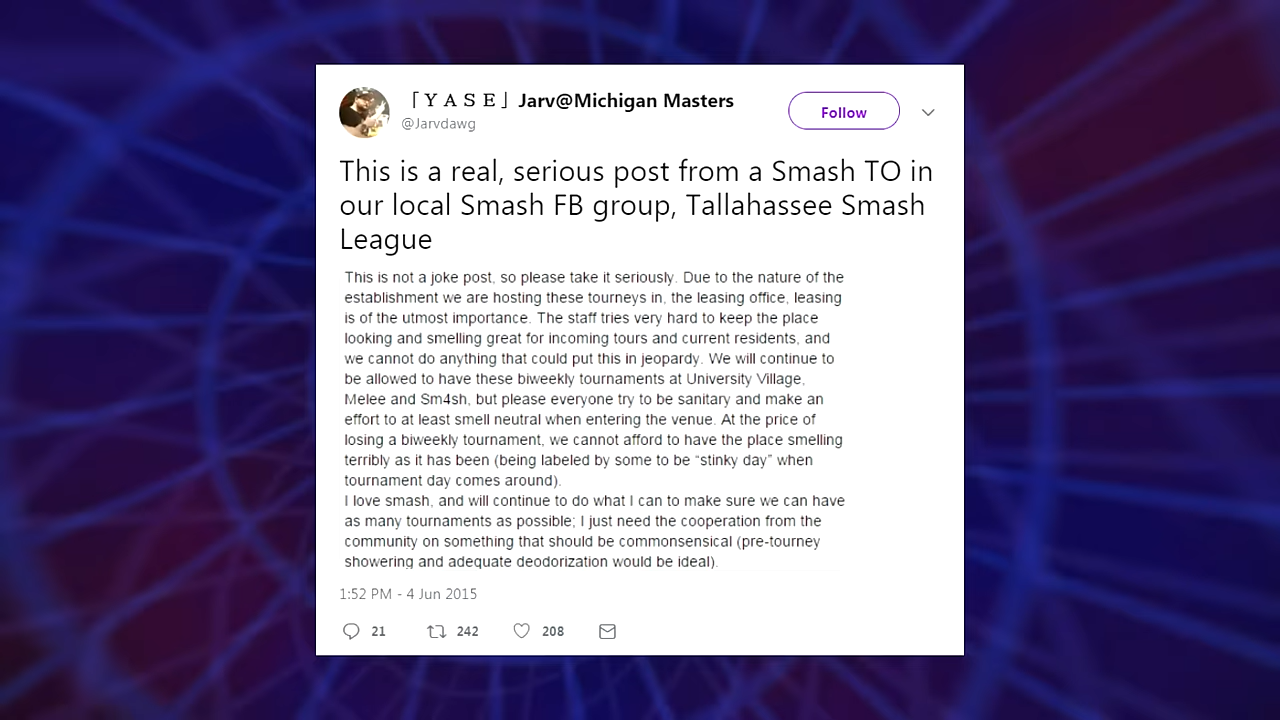 「ＹＡＳＥ」Jarv@Michigan Masters
@Jarvdawg
Follow
This is a real, serious post from a Smash TO in
our local Smash FB group, Tallahassee Smash
League
This is not a joke post, so please take it seriously. Due to the nature of the
establishment we are hosting these tourneys in, the leasing office, leasing
is of the utmost importance. The staff tries very hard to keep the place
looking and smelling great for incoming tours and current residents, and
we cannot do anything that could put this in jeopardy. We will continue to
be allowed to have these biweekly tournaments at University Village,
Melee and Sm4sh, but please everyone try to be sanitary and make an
effort to at least smell neutral when entering the venue. At the price of
losing a biweekly tournament, we cannot afford to have the place smelling
terribly as it has been (being labeled by some to be “stinky day” when
tournament day comes around).
I love smash, and will continue to do what I can to make sure we can have
as many tournaments as possible; I just need the cooperation from the
community on something that should be commonsensical (pre-tourney
showering and adequate deodorization would be ideal).
1:52 PM - 4 Jun 2015
21 242 208